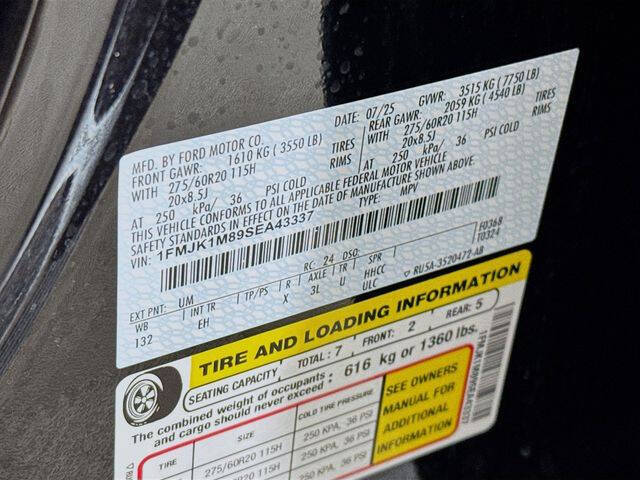 MFD. BY FORD MOTOR CO. DATE: 07/25 GVWR: 3515 KG ( 7750 LB)
FRONT GAWR: 1610 KG ( 3550 LB) REAR GAWR: 2059 KG ( 4540 LB)
WITH 275/60R20 115H TIRES WITH 275/60R20 115H TIRES
20x8.5J RIMS 20x8.5J RIMS
AT 250 kPa/ 36 PSI COLD AT 250 kPa/ 36 PSI COLD
THIS VEHICLE CONFORMS TO ALL APPLICABLE FEDERAL MOTOR VEHICLE
SAFETY STANDARDS IN EFFECT ON THE DATE OF MANUFACTURE SHOWN ABOVE.
VIN: 1FMJK1M89SEA43337 TYPE: MPV
F0368
T0324
EXT PNT: UM RC: 24 DSO:
WB INT TR TP/PS R AXLE TR SPR
132 EH X 3L U HHCC
ULC RU5A-3520472-AB
TIRE AND LOADING INFORMATION
SEATING CAPACITY TOTAL: 7 FRONT: 2 REAR: 5
The combined weight of occupants
and cargo should never exceed : 616 kg or 1360 lbs.
TIRE SIZE COLD TIRE PRESSURE
275/60R20 115H 250 KPA, 36 PSI
250 KPA, 36 PSI
SEE OWNERS
MANUAL FOR
ADDITIONAL
INFORMATION
1FMJK1M89SEA43337